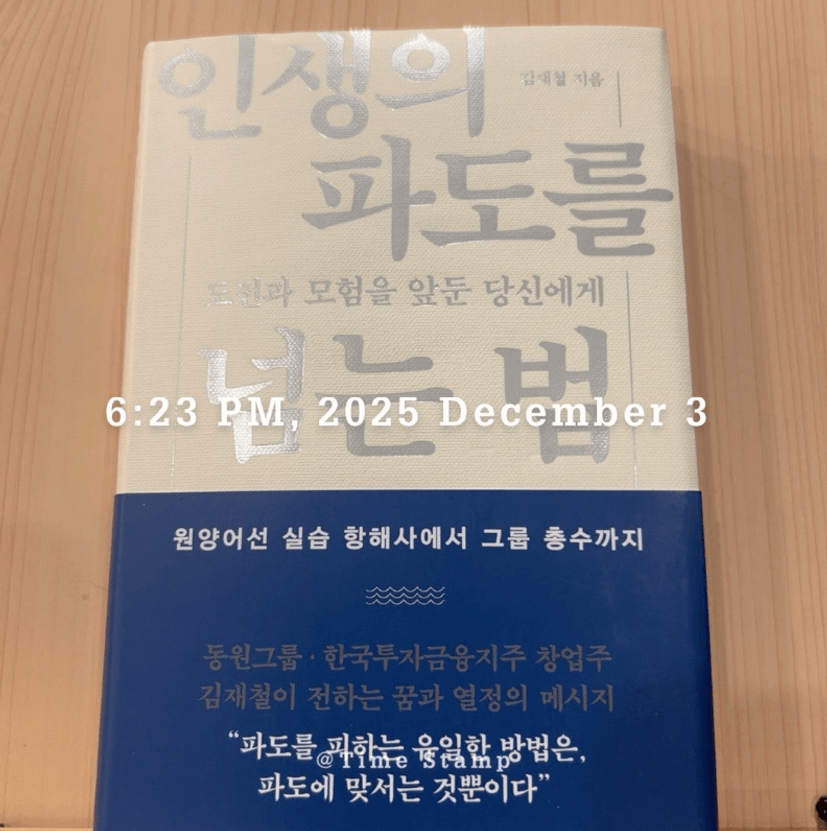 인생의
김재철 지음
파도를
도전과 모험을 앞둔 당신에게
넘는 법
6:23 PM, 2025 December 3
원양어선 실습 항해사에서 그룹 총수까지
동원그룹·한국투자금융지주 창업주
김재철이 전하는 꿈과 열정의 메시지
“파도를 피하는 유일한 방법은,
@Time Stamp
파도에 맞서는 것뿐이다”